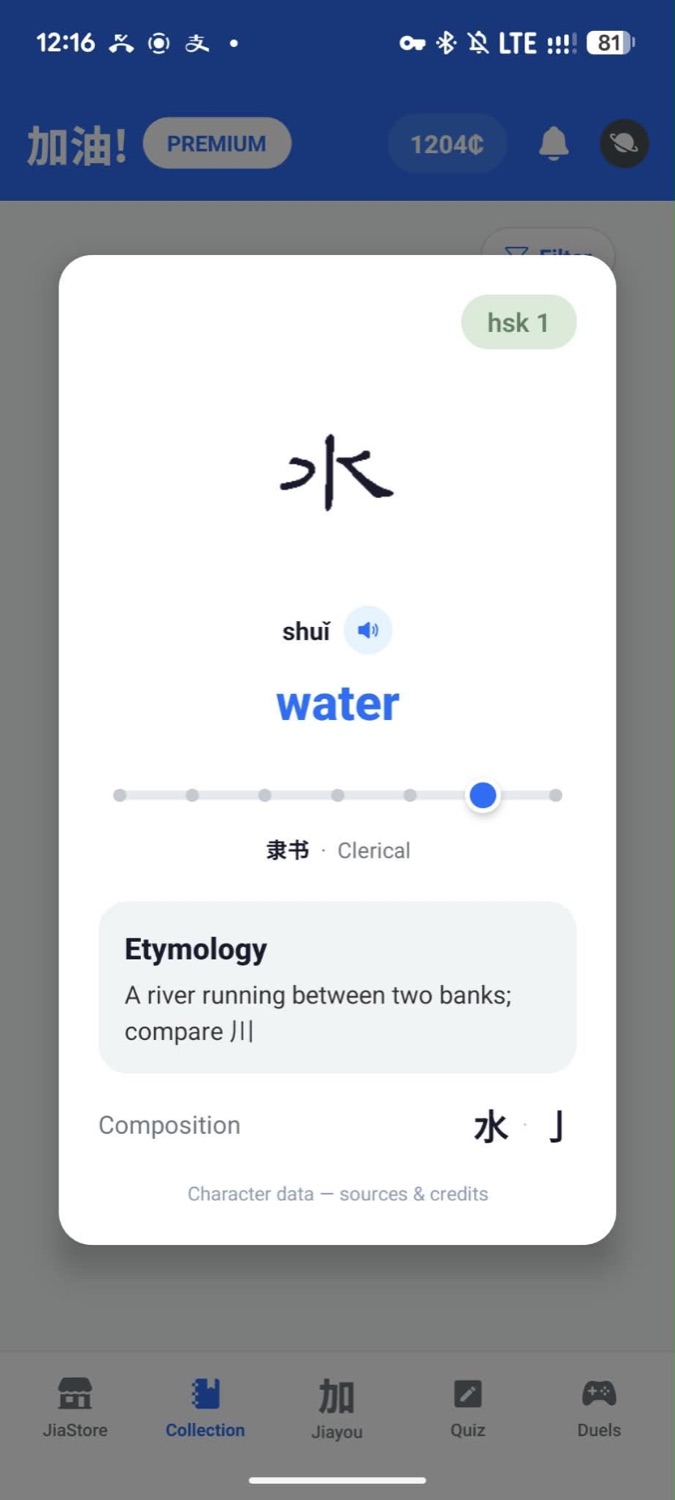 12:16 支 LTE 81
加油! PREMIUM 1204₵
Filter
hsk 1
水
shuǐ
water
隶书 · Clerical
Etymology
A river running between two banks;
compare 川
Composition 水 · 亅
Character data — sources & credits
加
JiaStore Collection Jiayou Quiz Duels